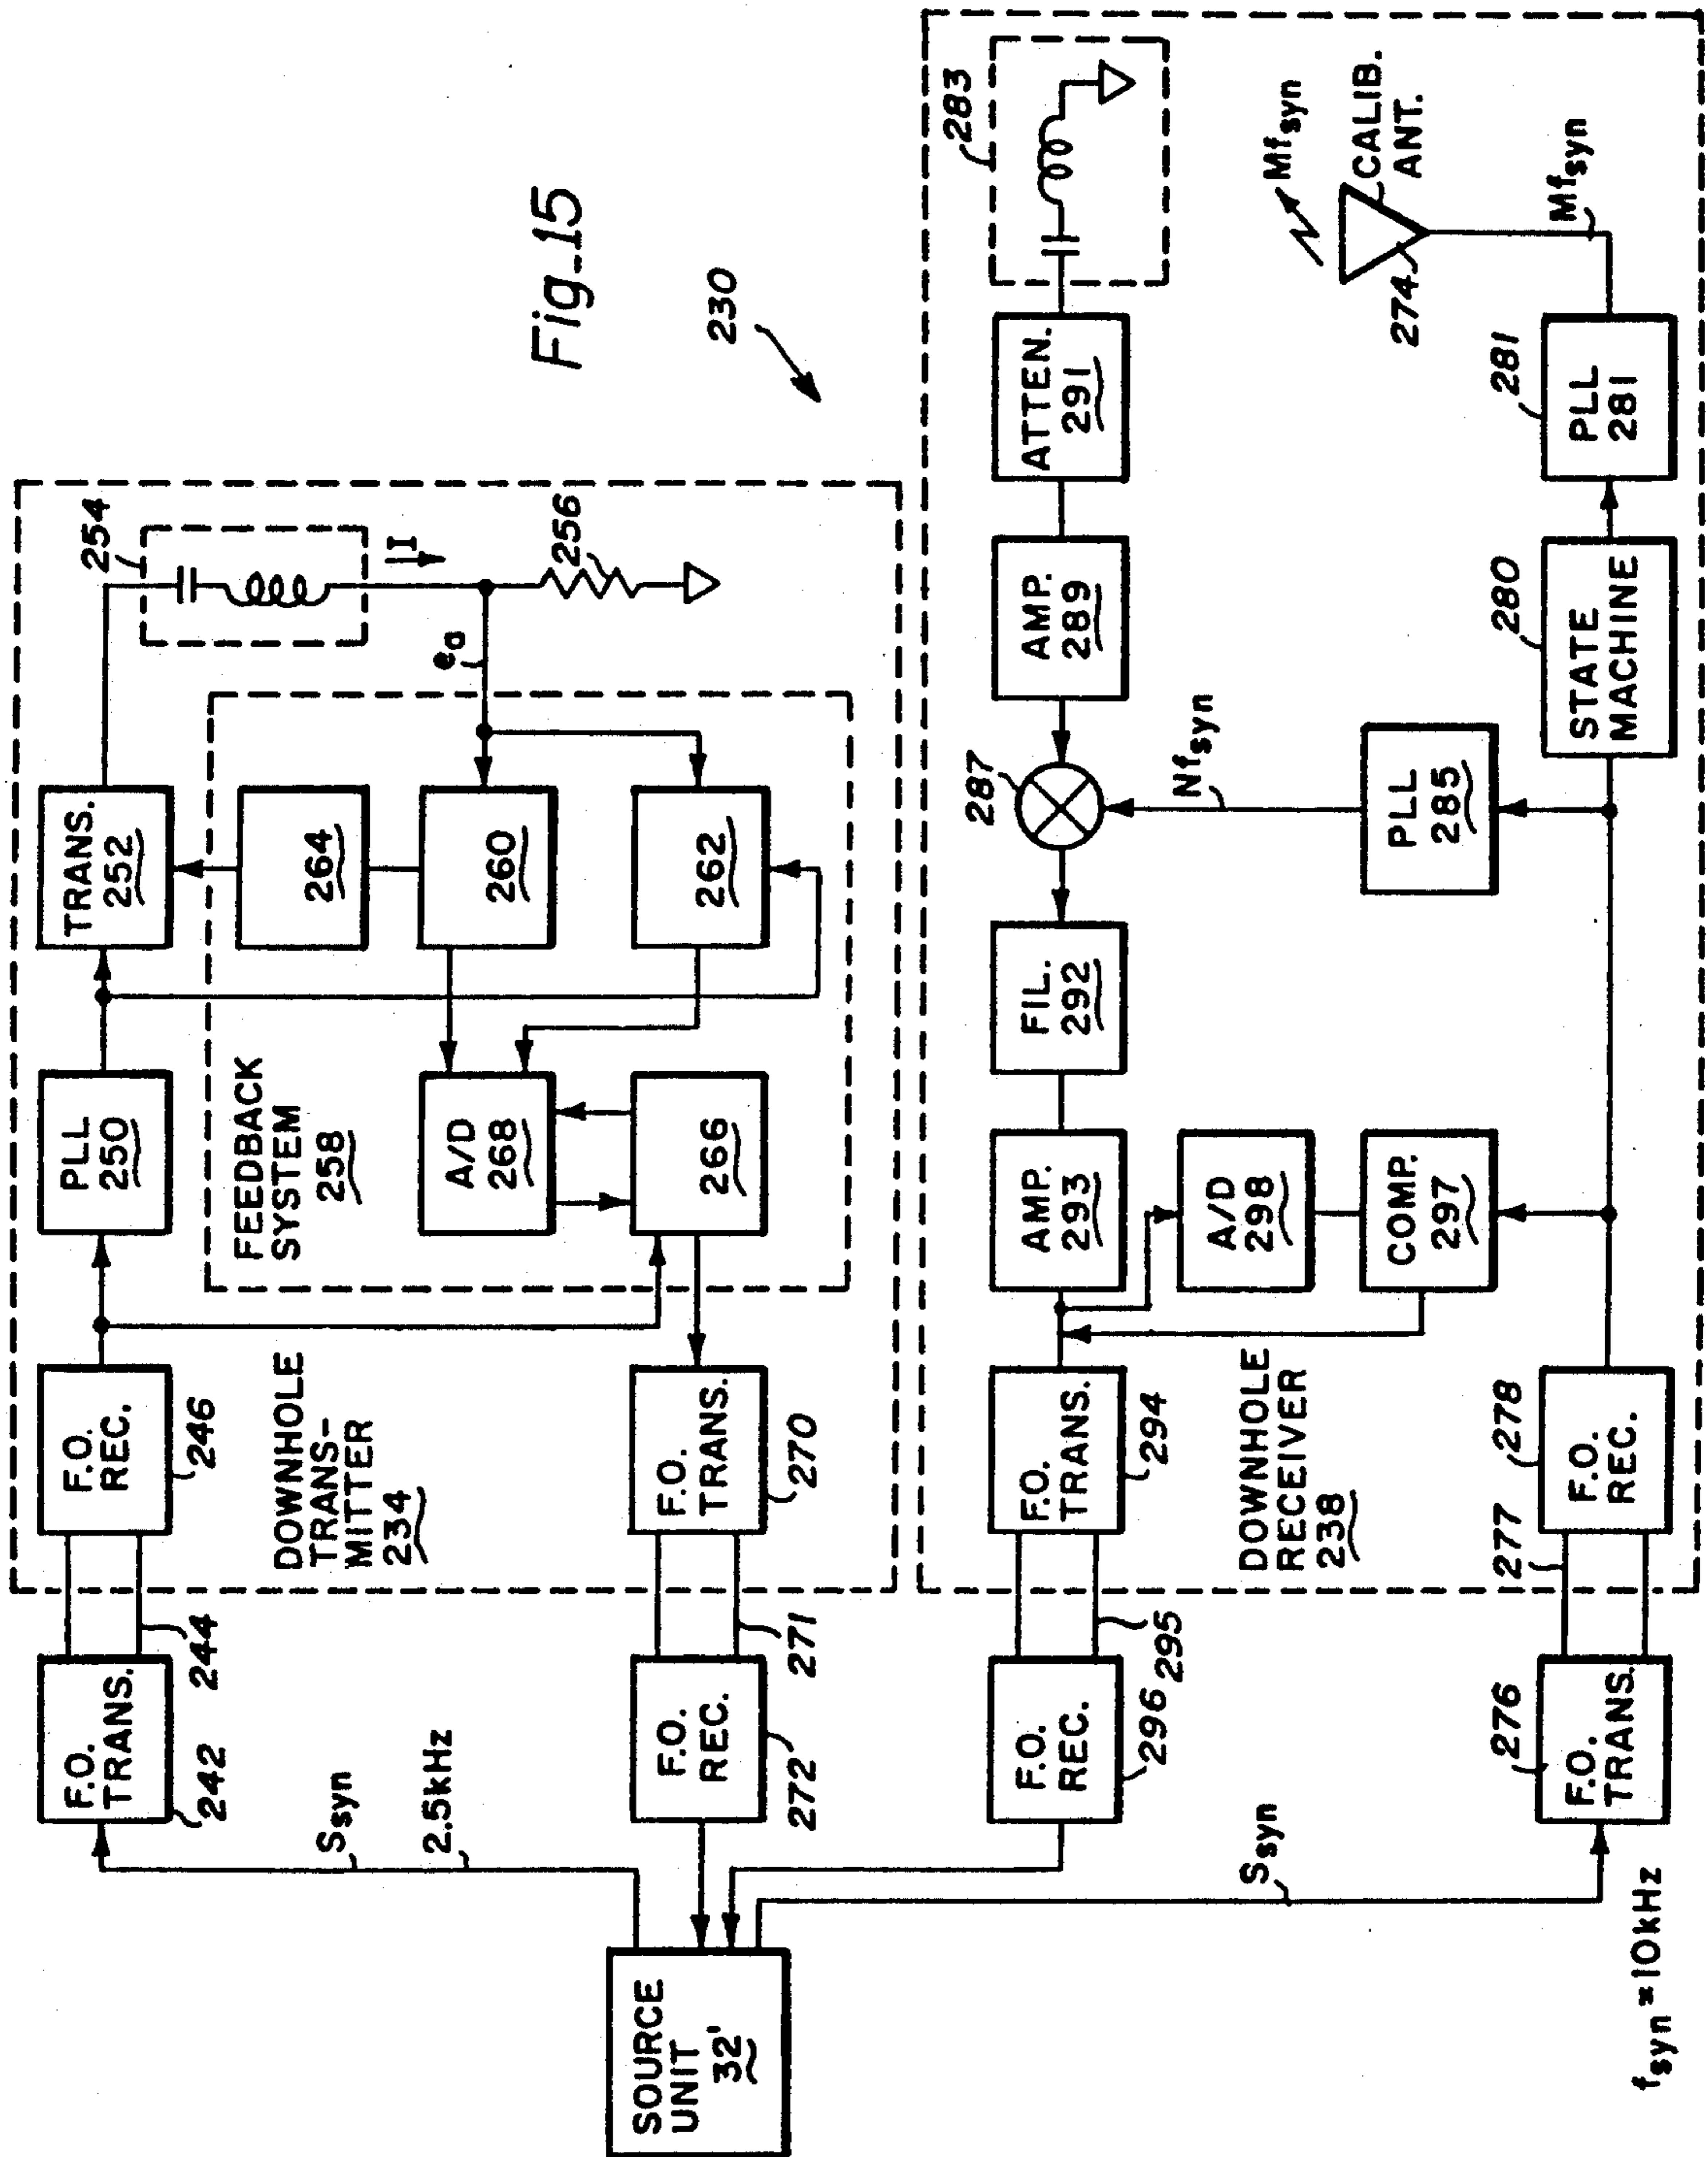 Fig_15
230
SOURCE
UNIT
32'
Ssyn
2.5kHz
F.O.
TRANS.
242
244
F.O.
REC.
246
PLL
250
TRANS.
252
254
I
256
ea
264
260
262
FEEDBACK
SYSTEM
258
A/D
268
266
DOWNHOLE
TRANS-
MITTER
234
F.O.
TRANS.
270
271
F.O.
REC.
272
F.O.
REC.
296
295
F.O.
TRANS.
294
AMP.
293
FIL.
292
287
AMP.
289
ATTEN.
291
283
A/D
298
COMP.
297
Nfsyn
PLL
285
DOWNHOLE
RECEIVER
238
Ssyn
fsyn = 10kHz
F.O.
TRANS.
276
277
F.O.
REC.
278
STATE
MACHINE
280
PLL
281
281
Mfsyn
274
CALIB.
ANT.
Mfsyn